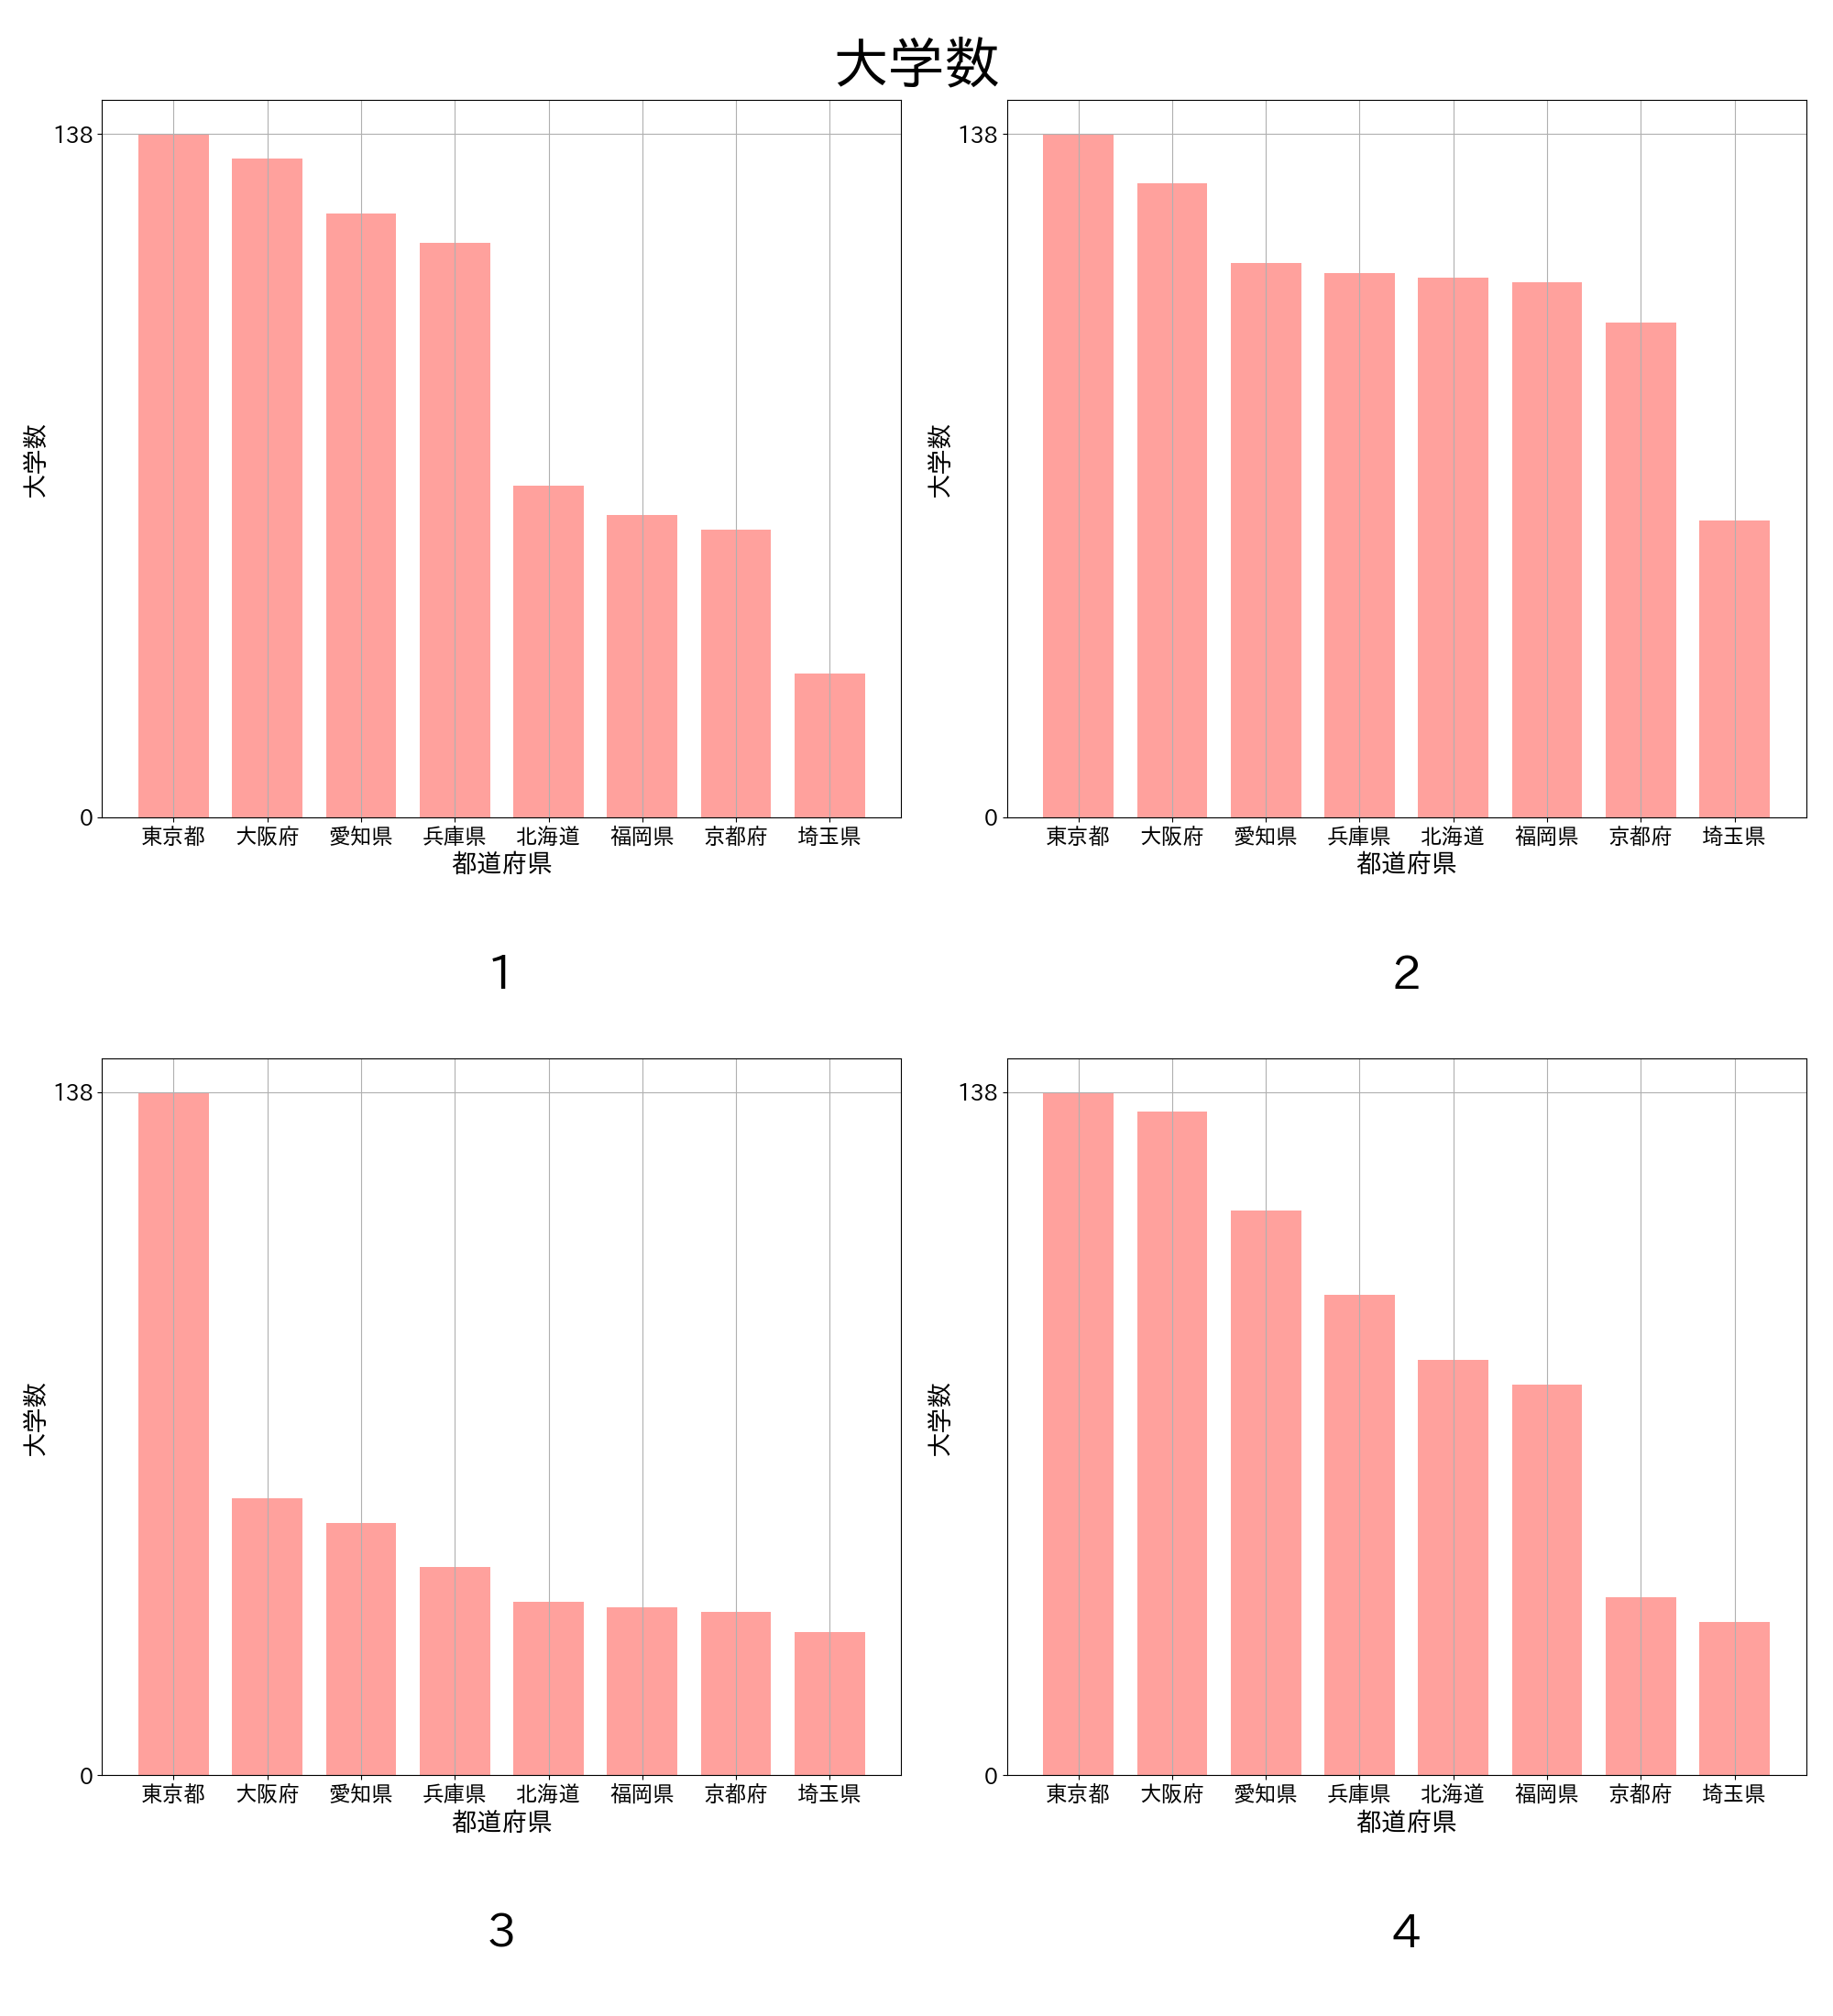 大学数
138
大学数
0
東京都 大阪府 愛知県 兵庫県 北海道 福岡県 京都府 埼玉県
都道府県
1
138
大学数
0
東京都 大阪府 愛知県 兵庫県 北海道 福岡県 京都府 埼玉県
都道府県
2
138
大学数
0
東京都 大阪府 愛知県 兵庫県 北海道 福岡県 京都府 埼玉県
都道府県
3
138
大学数
0
東京都 大阪府 愛知県 兵庫県 北海道 福岡県 京都府 埼玉県
都道府県
4